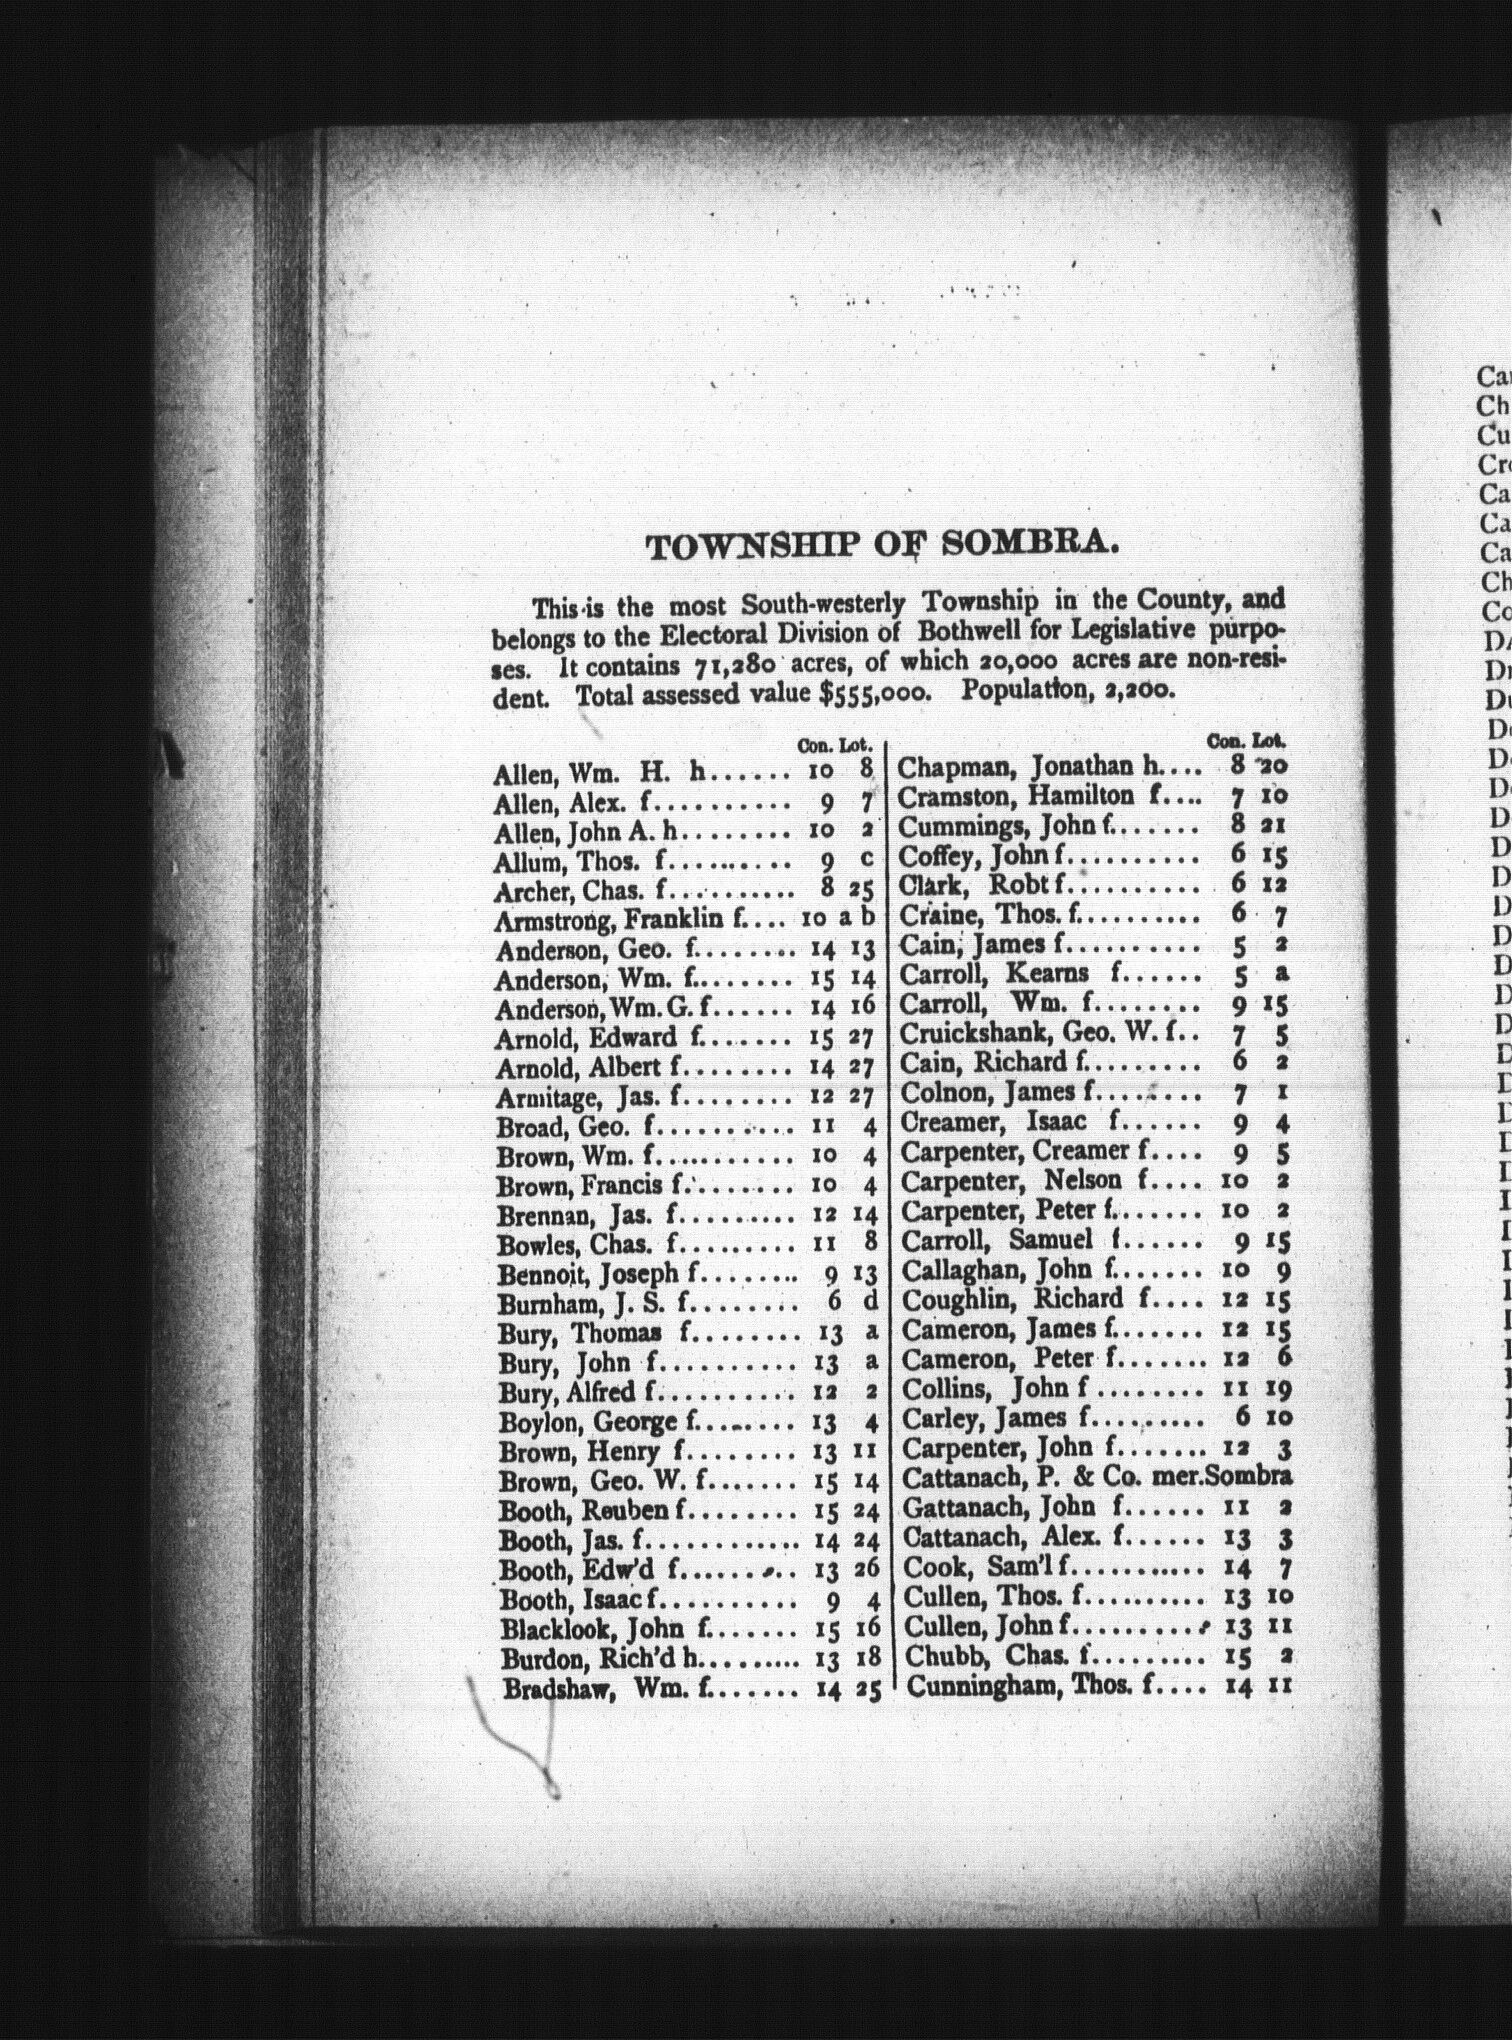 TOWNSHIP OF SOMBRA.
This is the most South-westerly Township in the County, and
belongs to the Electoral Division of Bothwell for Legislative purpo-
ses. It contains 71,280 acres, of which 20,000 acres are non-resi-
dent. Total assessed value $555,000. Population, 2,200.
Con. Lot.
Allen, Wm. H. h...... 10 8
Allen, Alex. f.......... 9 7
Allen, John A. h........ 10 2
Allum, Thos. f.......... 9 c
Archer, Chas. f........... 8 25
Armstrong, Franklin f.... 10 a b
Anderson, Geo. f........ 14 13
Anderson, Wm. f........ 15 14
Anderson, Wm. G. f...... 14 16
Arnold, Edward f....... 15 27
Arnold, Albert f........ 14 27
Armitage, Jas. f........ 12 27
Broad, Geo. f.......... 11 4
Brown, Wm. f........... 10 4
Brown, Francis f......... 10 4
Brennan, Jas. f......... 12 14
Bowles, Chas. f......... 11 8
Bennoit, Joseph f........ 9 13
Burnham, J. S. f........ 6 d
Bury, Thomas f........ 13 a
Bury, John f.......... 13 a
Bury, Alfred f.......... 12 2
Boylon, George f........ 13 4
Brown, Henry f........ 13 11
Brown, Geo. W. f....... 15 14
Booth, Reuben f........ 15 24
Booth, Jas. f............ 14 24
Booth, Edw'd f......... 13 26
Booth, Isaac f.......... 9 4
Blacklook, John f....... 15 16
Burdon, Rich'd h......... 13 18
Bradshaw, Wm. f....... 14 25
Con. Lot.
Chapman, Jonathan h.... 8 20
Cramston, Hamilton f.... 7 10
Cummings, John f....... 8 21
Coffey, John f.......... 6 15
Clark, Robt f.......... 6 12
Craine, Thos. f.......... 6 7
Cain, James f.......... 5 2
Carroll, Kearns f...... 5 a
Carroll, Wm. f........ 9 15
Cruickshank, Geo. W. f.. 7 5
Cain, Richard f......... 6 2
Colnon, James f........ 7 1
Creamer, Isaac f...... 9 4
Carpenter, Creamer f.... 9 5
Carpenter, Nelson f.... 10 2
Carpenter, Peter f....... 10 2
Carroll, Samuel f...... 9 15
Callaghan, John f....... 10 9
Coughlin, Richard f.... 12 15
Cameron, James f....... 12 15
Cameron, Peter f....... 12 6
Collins, John f ........ 11 19
Carley, James f......... 6 10
Carpenter, John f....... 12 3
Cattanach, P. & Co. mer.Sombra
Gattanach, John f...... 11 2
Cattanach, Alex. f...... 13 3
Cook, Sam'l f........... 14 7
Cullen, Thos. f.......... 13 10
Cullen, John f........... 13 11
Chubb, Chas. f......... 15 2
Cunningham, Thos. f.... 14 11